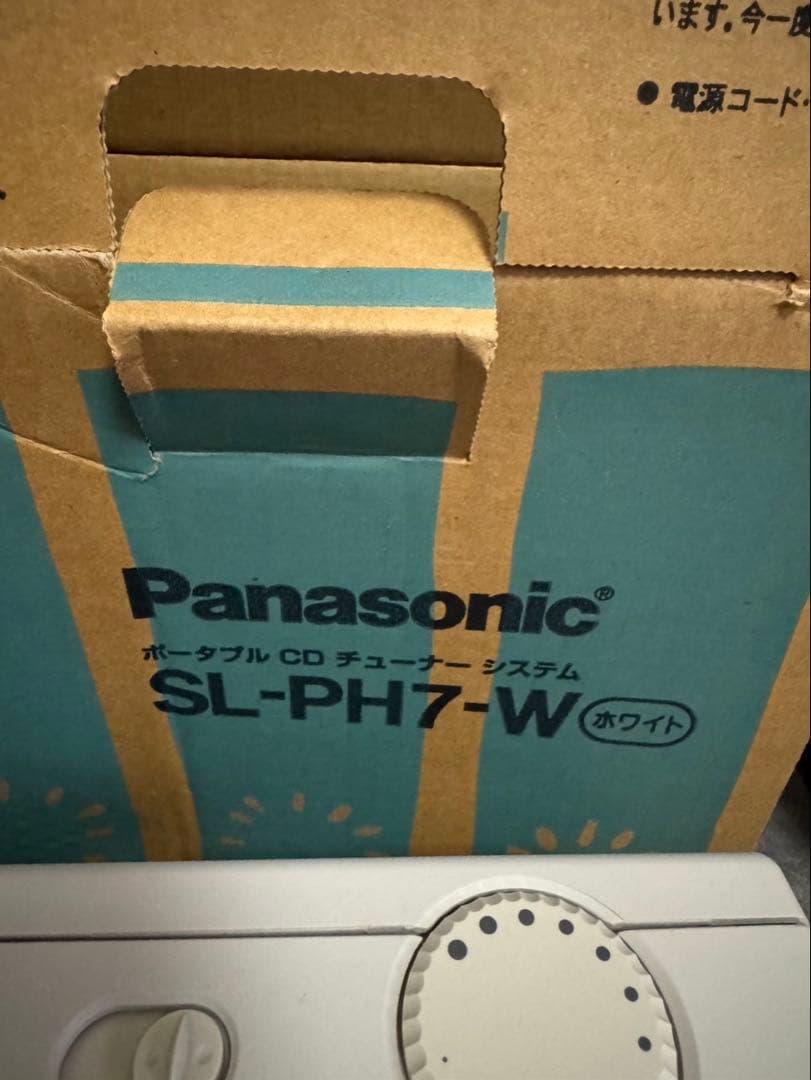 います。今一度
● 電源コード・
Panasonic®
ポータブル CD チューナー システム
SL-PH7-W ホワイト